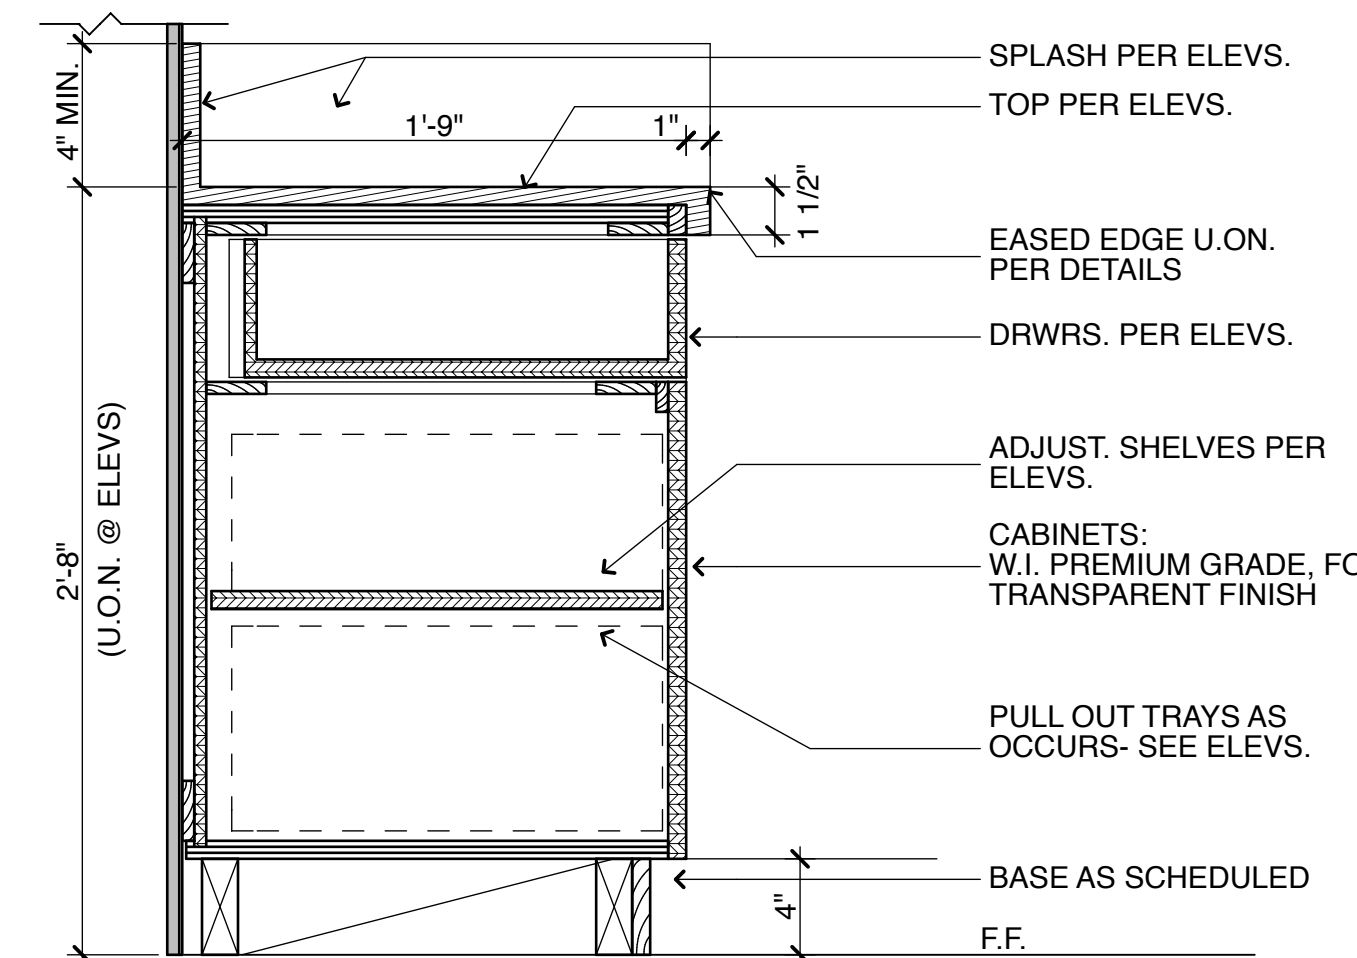 SPLASH PER ELEVS.
4" MIN.
TOP PER ELEVS.
1'-9"
1"
1 1/2"
EASED EDGE U.ON.
PER DETAILS
DRWRS. PER ELEVS.
2'-8"
(U.O.N. @ ELEVS)
ADJUST. SHELVES PER
ELEVS.
CABINETS:
W.I. PREMIUM GRADE, FO
TRANSPARENT FINISH
PULL OUT TRAYS AS
OCCURS- SEE ELEVS.
BASE AS SCHEDULED
4"
F.F.